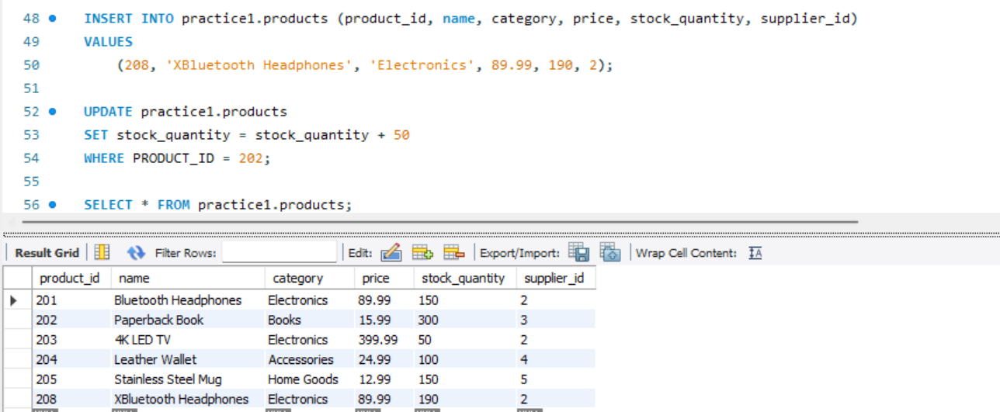 48 INSERT INTO practice1.products (product_id, name, category, price, stock_quantity, supplier_id)
49 VALUES
50 (208, 'XBluetooth Headphones', 'Electronics', 89.99, 190, 2);
51
52 UPDATE practice1.products
53 SET stock_quantity = stock_quantity + 50
54 WHERE PRODUCT_ID = 202;
55
56 SELECT * FROM practice1.products;
Result Grid Filter Rows: Edit: Export/Import: Wrap Cell Content:
product_id name category price stock_quantity supplier_id
201 Bluetooth Headphones Electronics 89.99 150 2
202 Paperback Book Books 15.99 300 3
203 4K LED TV Electronics 399.99 50 2
204 Leather Wallet Accessories 24.99 100 4
205 Stainless Steel Mug Home Goods 12.99 150 5
208 XBluetooth Headphones Electronics 89.99 190 2